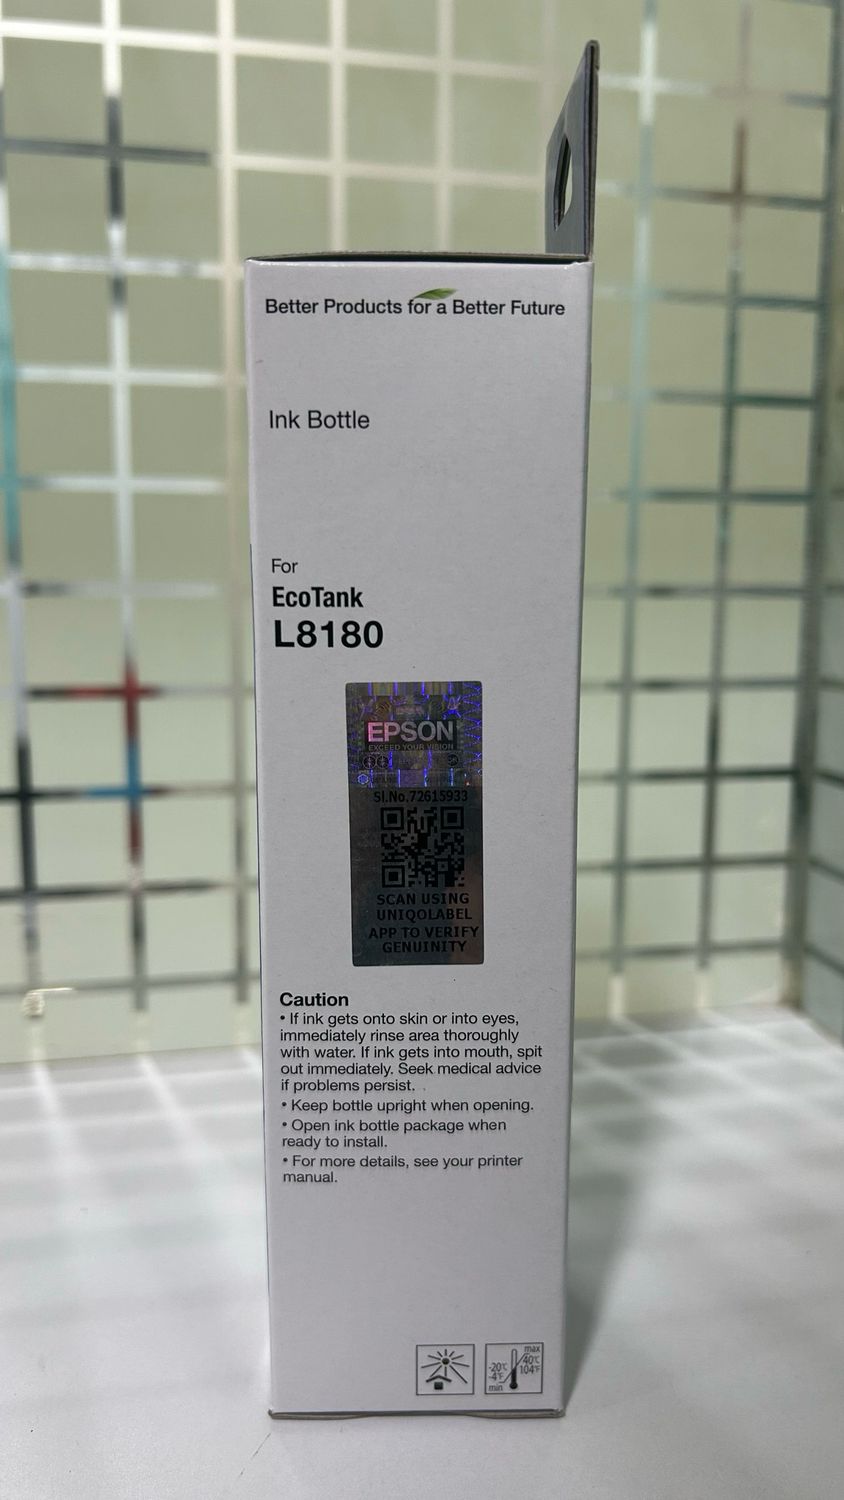 Better Products for a Better Future
Ink Bottle
For
EcoTank
L8180
EPSON
EXCEED YOUR VISION
Sl.No.72615933
SCAN USING
UNIQOLABEL
APP TO VERIFY
GENUINITY
Caution
• If ink gets onto skin or into eyes,
immediately rinse area thoroughly
with water. If ink gets into mouth, spit
out immediately. Seek medical advice
if problems persist.
• Keep bottle upright when opening.
• Open ink bottle package when
ready to install.
• For more details, see your printer
manual.
max
40°C
104°F
-20°C
-4°F
min